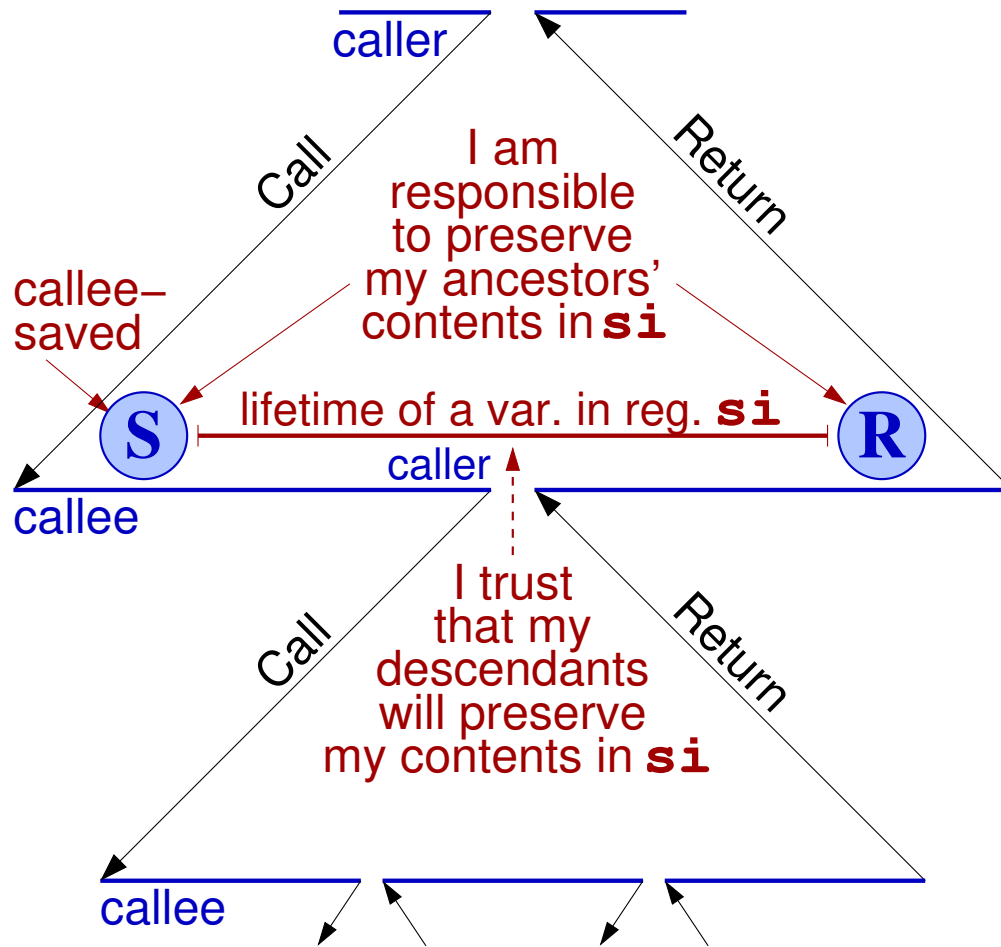 caller
Call
Return
I am
responsible
to preserve
my ancestors’
contents in si
callee–
saved
S
lifetime of a var. in reg. si
R
caller
callee
Call
Return
I trust
that my
descendants
will preserve
my contents in si
callee